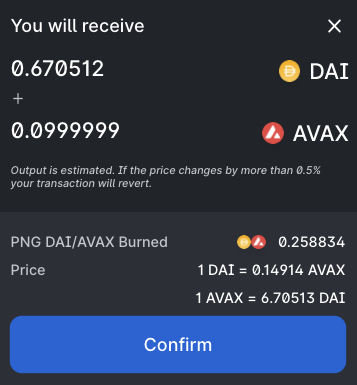 You will receive
0.670512 DAI
+
0.0999999 AVAX
Output is estimated. If the price changes by more than 0.5%
your transaction will revert.
PNG DAI/AVAX Burned 0.258834
Price 1 DAI = 0.14914 AVAX
1 AVAX = 6.70513 DAI
Confirm